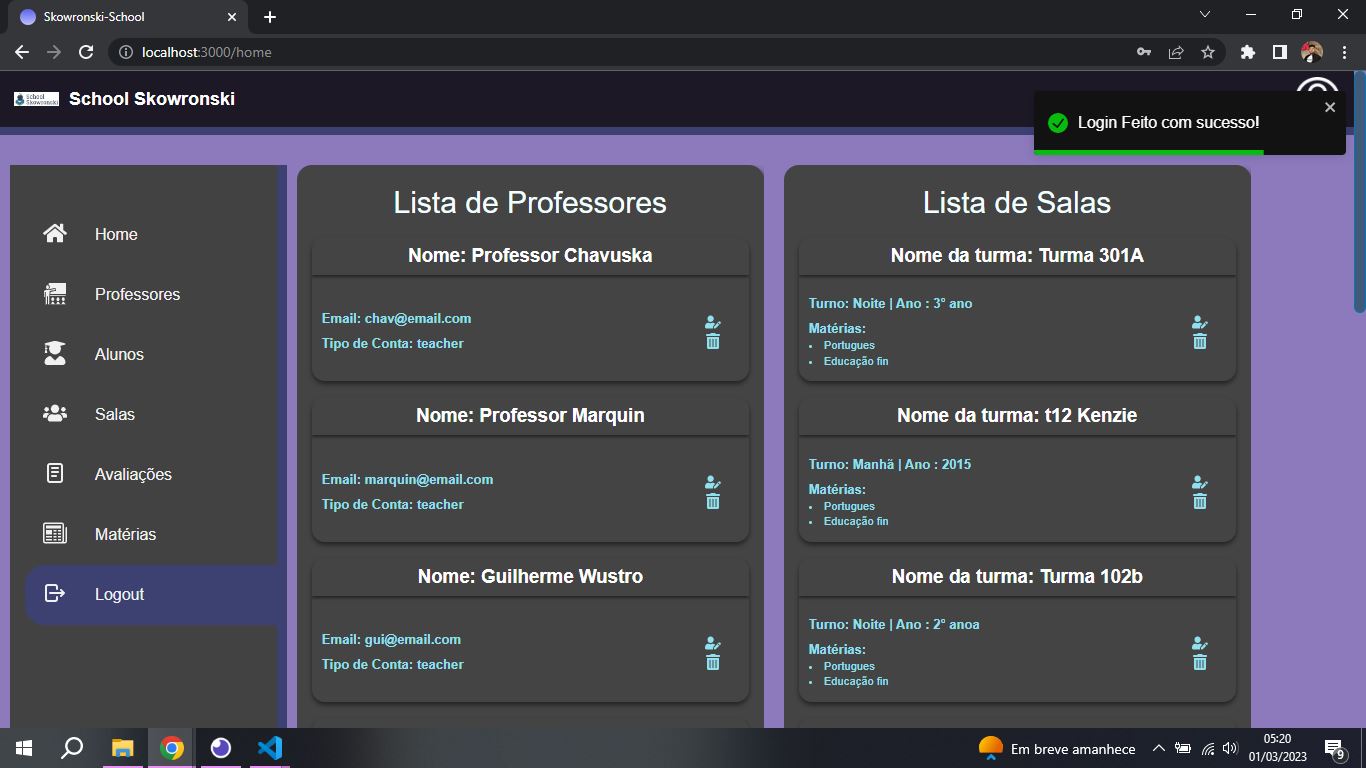 Skowronski-School
localhost:3000/home
School Skowronski
School Skowronski
Login Feito com sucesso!
Home
Professores
Alunos
Salas
Avaliações
Matérias
Logout
Lista de Professores
Nome: Professor Chavuska
Email: chav@email.com
Tipo de Conta: teacher
Nome: Professor Marquin
Email: marquin@email.com
Tipo de Conta: teacher
Nome: Guilherme Wustro
Email: gui@email.com
Tipo de Conta: teacher
Lista de Salas
Nome da turma: Turma 301A
Turno: Noite | Ano : 3° ano
Matérias:
• Portugues
• Educação fin
Nome da turma: t12 Kenzie
Turno: Manhã | Ano : 2015
Matérias:
• Portugues
• Educação fin
Nome da turma: Turma 102b
Turno: Noite | Ano : 2° anoa
Matérias:
• Portugues
• Educação fin
Em breve amanhece
05:20
01/03/2023
9